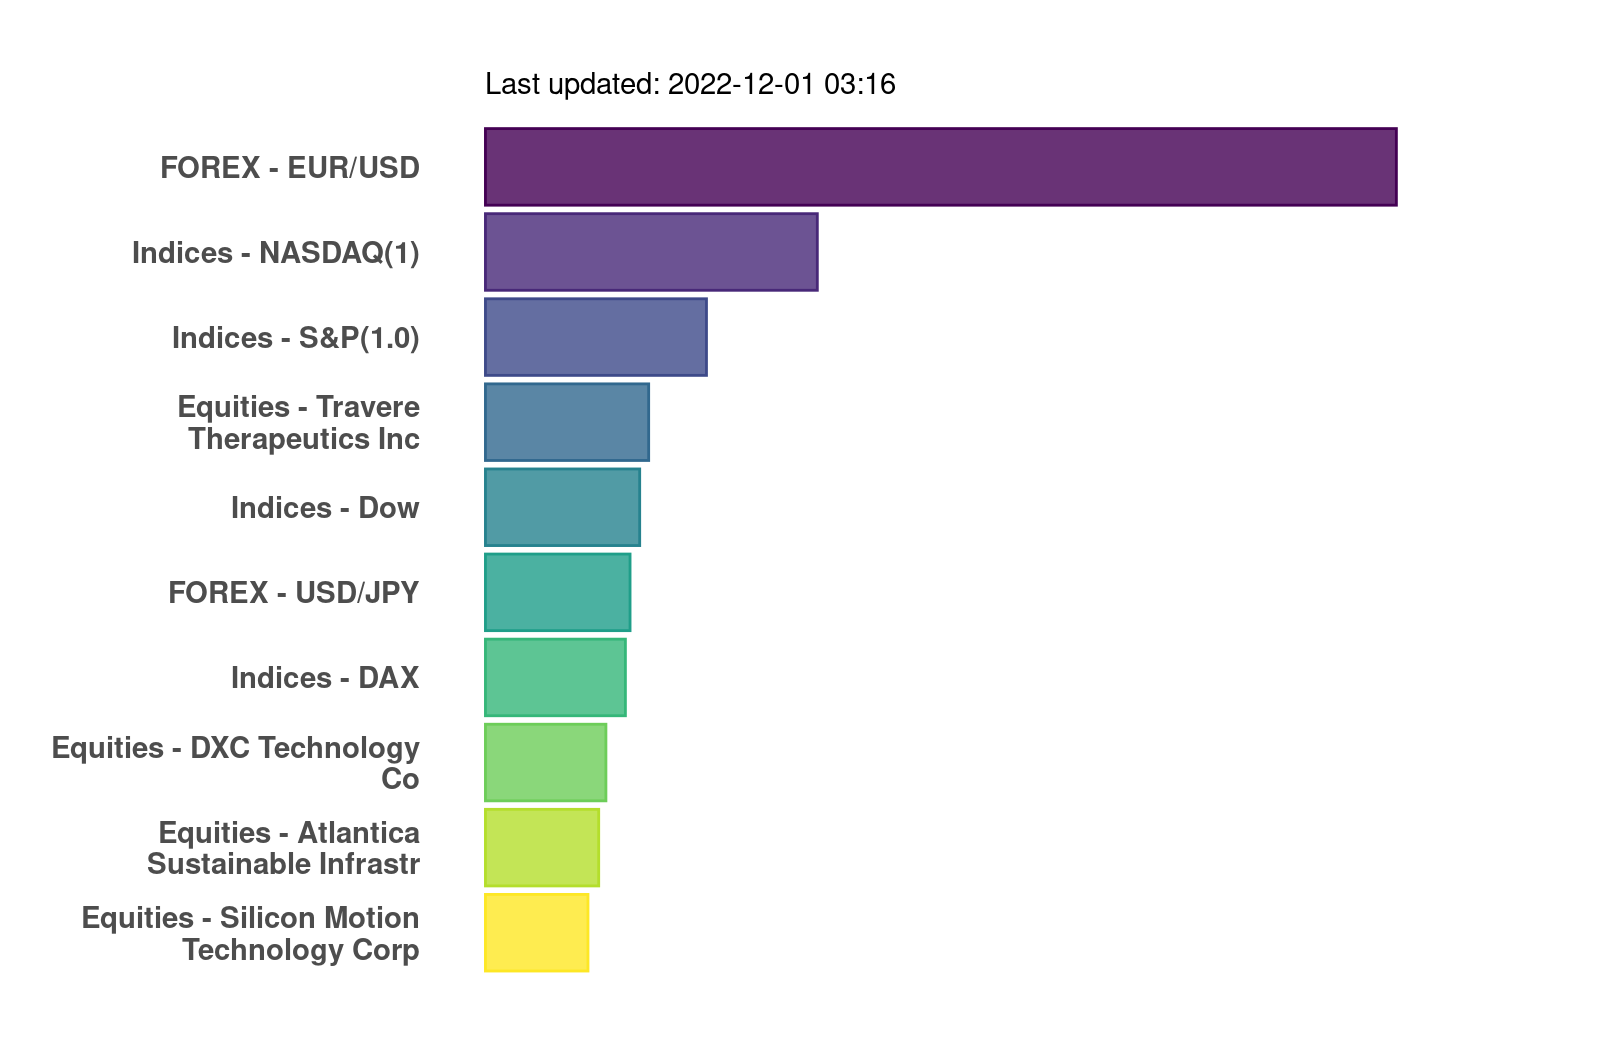 Last updated: 2022-12-01 03:16
FOREX - EUR/USD
Indices - NASDAQ(1)
Indices - S&P(1.0)
Equities - Travere
Therapeutics Inc
Indices - Dow
FOREX - USD/JPY
Indices - DAX
Equities - DXC Technology
Co
Equities - Atlantica
Sustainable Infrastr
Equities - Silicon Motion
Technology Corp